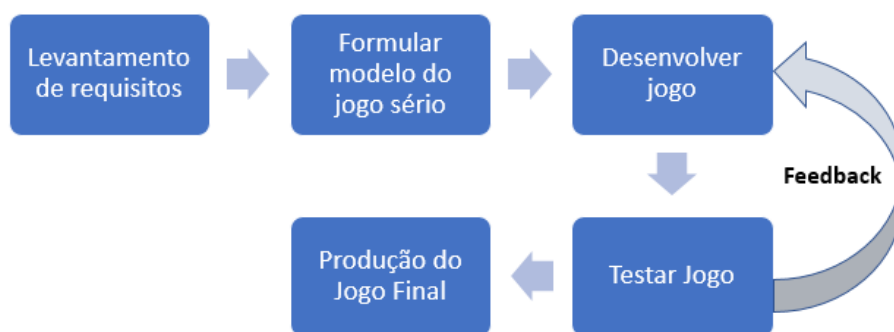 Levantamento
de requisitos
Formular
modelo do
jogo sério
Desenvolver
jogo
Feedback
Testar Jogo
Produção do
Jogo Final